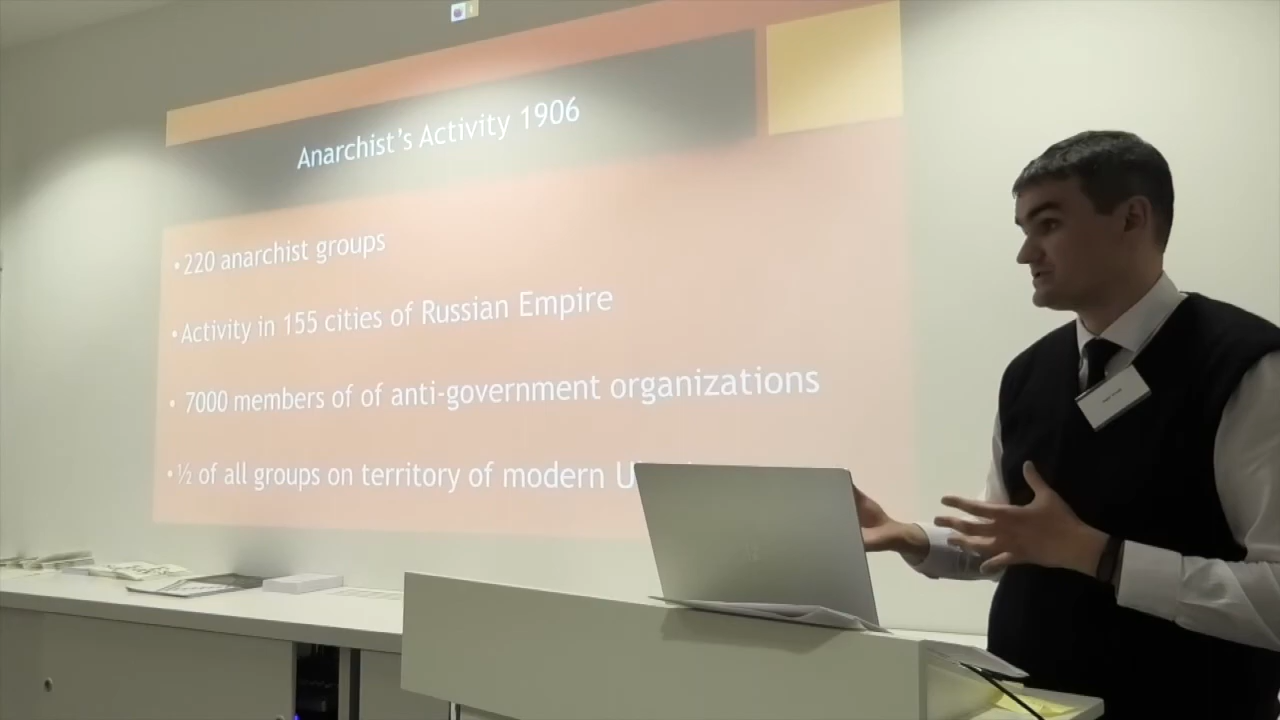 Anarchist's Activity 1906
•220 anarchist groups
•Activity in 155 cities of Russian Empire
• 7000 members of of anti-government organizations
•½ of all groups on territory of modern